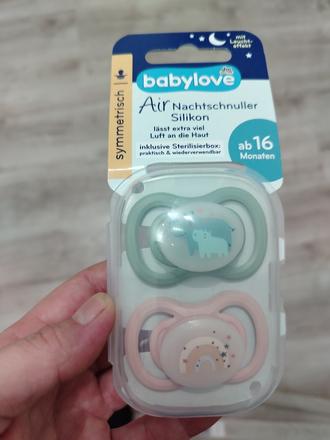 mit Leucht-
effekt
dm
babylove
symmetrisch
Air Nachtschnuller
Silikon
lässt extra viel
Luft an die Haut
inklusive Sterilisierbox:
praktisch & wiederverwendbar
ab 16
Monaten